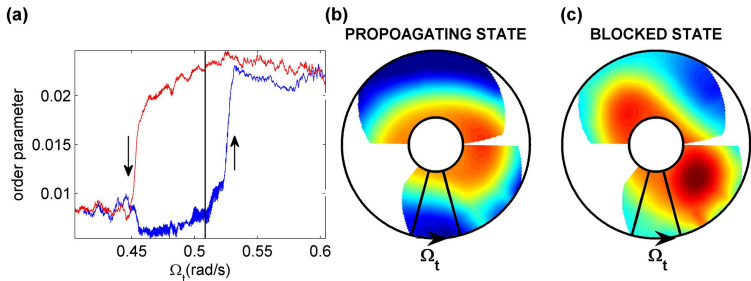 (a)
order parameter
0.02
0.015
0.01
0.45
0.5
0.55
0.6
Ωt(rad/s)
(b)
PROPOAGATING STATE
Ωt
(c)
BLOCKED STATE
Ωt